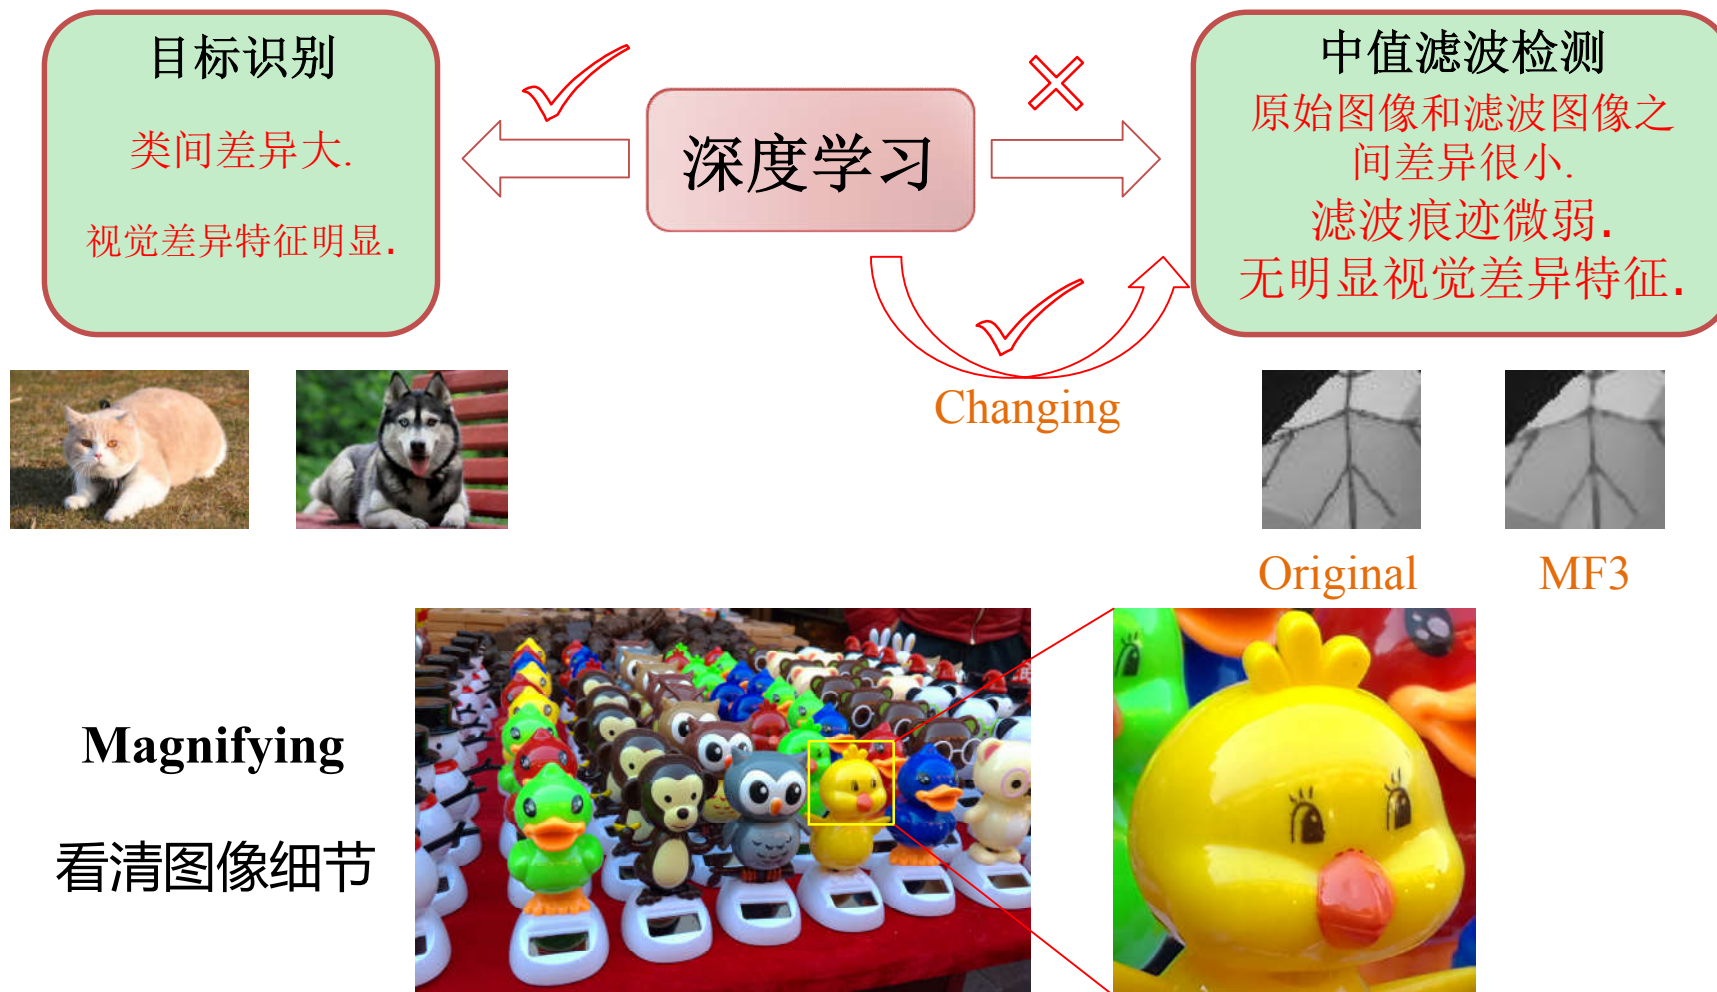 目标识别
类间差异大.
视觉差异特征明显.
深度学习
中值滤波检测
原始图像和滤波图像之
间差异很小.
滤波痕迹微弱.
无明显视觉差异特征.
Changing
Original
MF3
Magnifying
看清图像细节